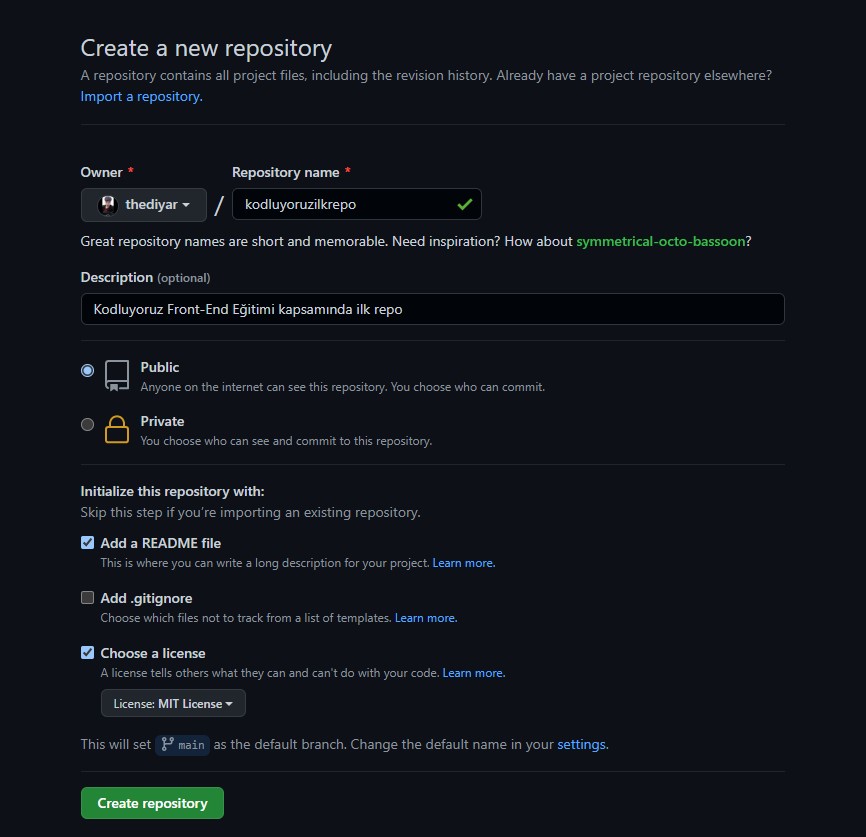 Create a new repository
A repository contains all project files, including the revision history. Already have a project repository elsewhere?
Import a repository.
Owner * Repository name *
thediyar / kodluyoruzilkrepo
Great repository names are short and memorable. Need inspiration? How about symmetrical-octo-bassoon?
Description (optional)
Kodluyoruz Front-End Eğitimi kapsamında ilk repo
Public
Anyone on the internet can see this repository. You choose who can commit.
Private
You choose who can see and commit to this repository.
Initialize this repository with:
Skip this step if you're importing an existing repository.
Add a README file
This is where you can write a long description for your project. Learn more.
Add .gitignore
Choose which files not to track from a list of templates. Learn more.
Choose a license
A license tells others what they can and can't do with your code. Learn more.
License: MIT License
This will set main as the default branch. Change the default name in your settings.
Create repository